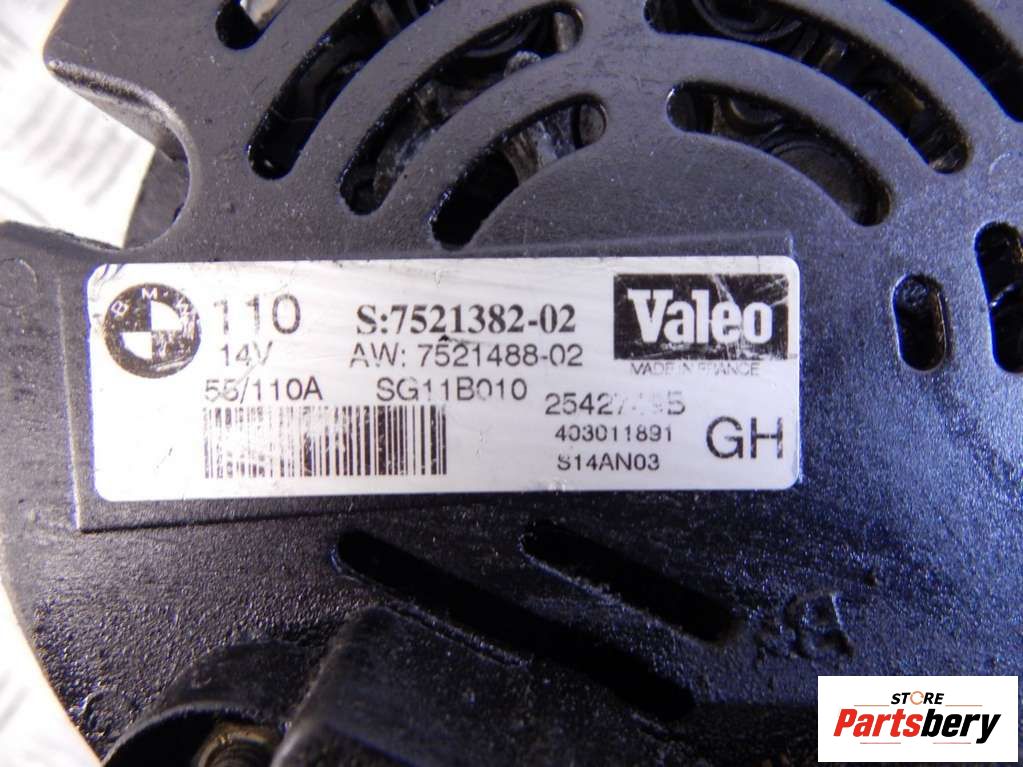 BMW
110
S:7521382-02
Valeo
14V
AW: 7521488-02
MADE IN FRANCE
55/110A
SG11B010
403011891
GH
S14AN03
STORE
Partsbery